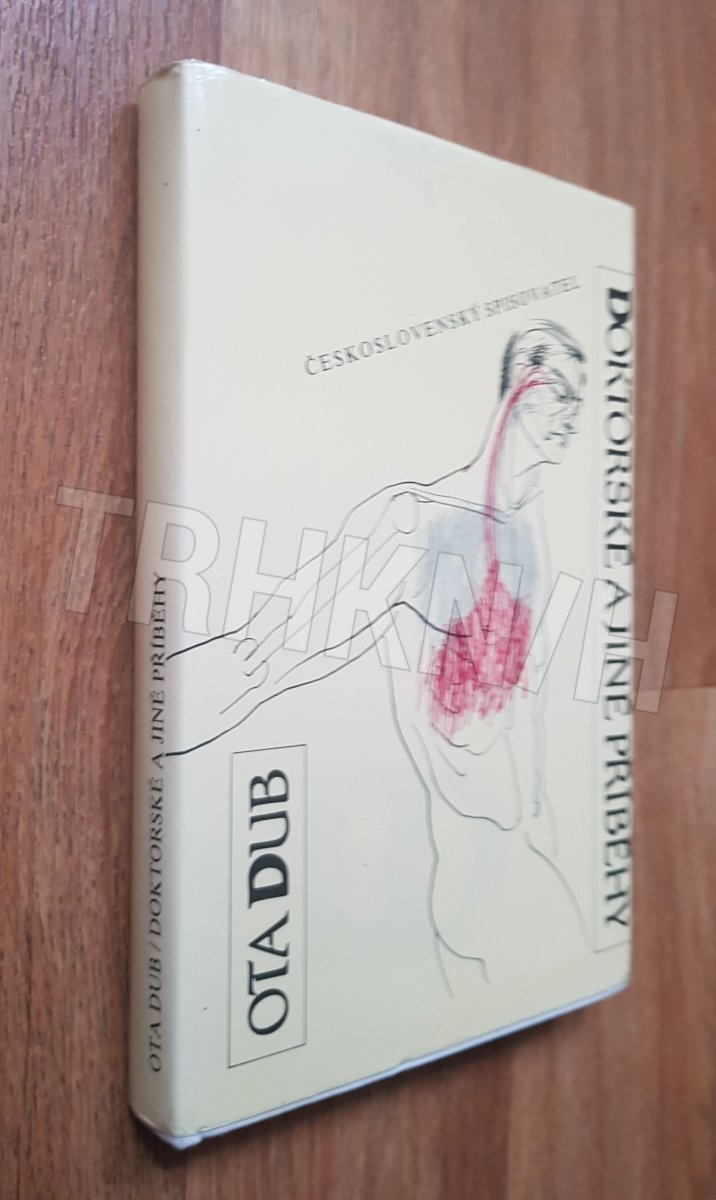 ČESKOSLOVENSKÝ SPISOVATEL
DOKTORSKÉ A JINÉ PŘÍBĚHY
OTA DUB
OTA DUB / DOKTORSKÉ A JINÉ PŘÍBĚHY
TRHKNIH